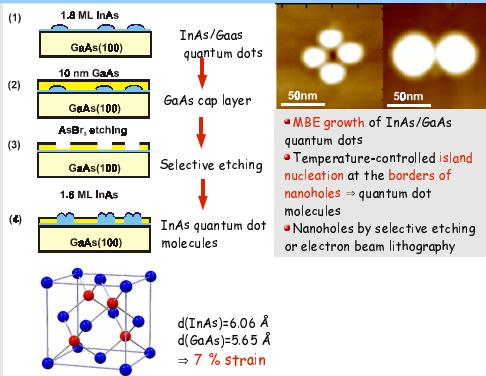 (1)
1.8 ML InAs
GaAs(100)
InAs/Gaas
quantum dots
(2)
10 nm GaAs
GaAs(100)
GaAs cap layer
(3)
AsBr, etching
GaAs(100)
Selective etching
(4)
1.6 ML InAs
GaAs(100)
InAs quantum dot
molecules
50nm
50nm
MBE growth of InAs/GaAs
quantum dots
Temperature-controlled island
nucleation at the borders of
nanoholes ⇒ quantum dot
molecules
Nanoholes by selective etching
or electron beam lithography
d(InAs)=6.06 Å
d(GaAs)=5.65 Å
⇒ 7 % strain